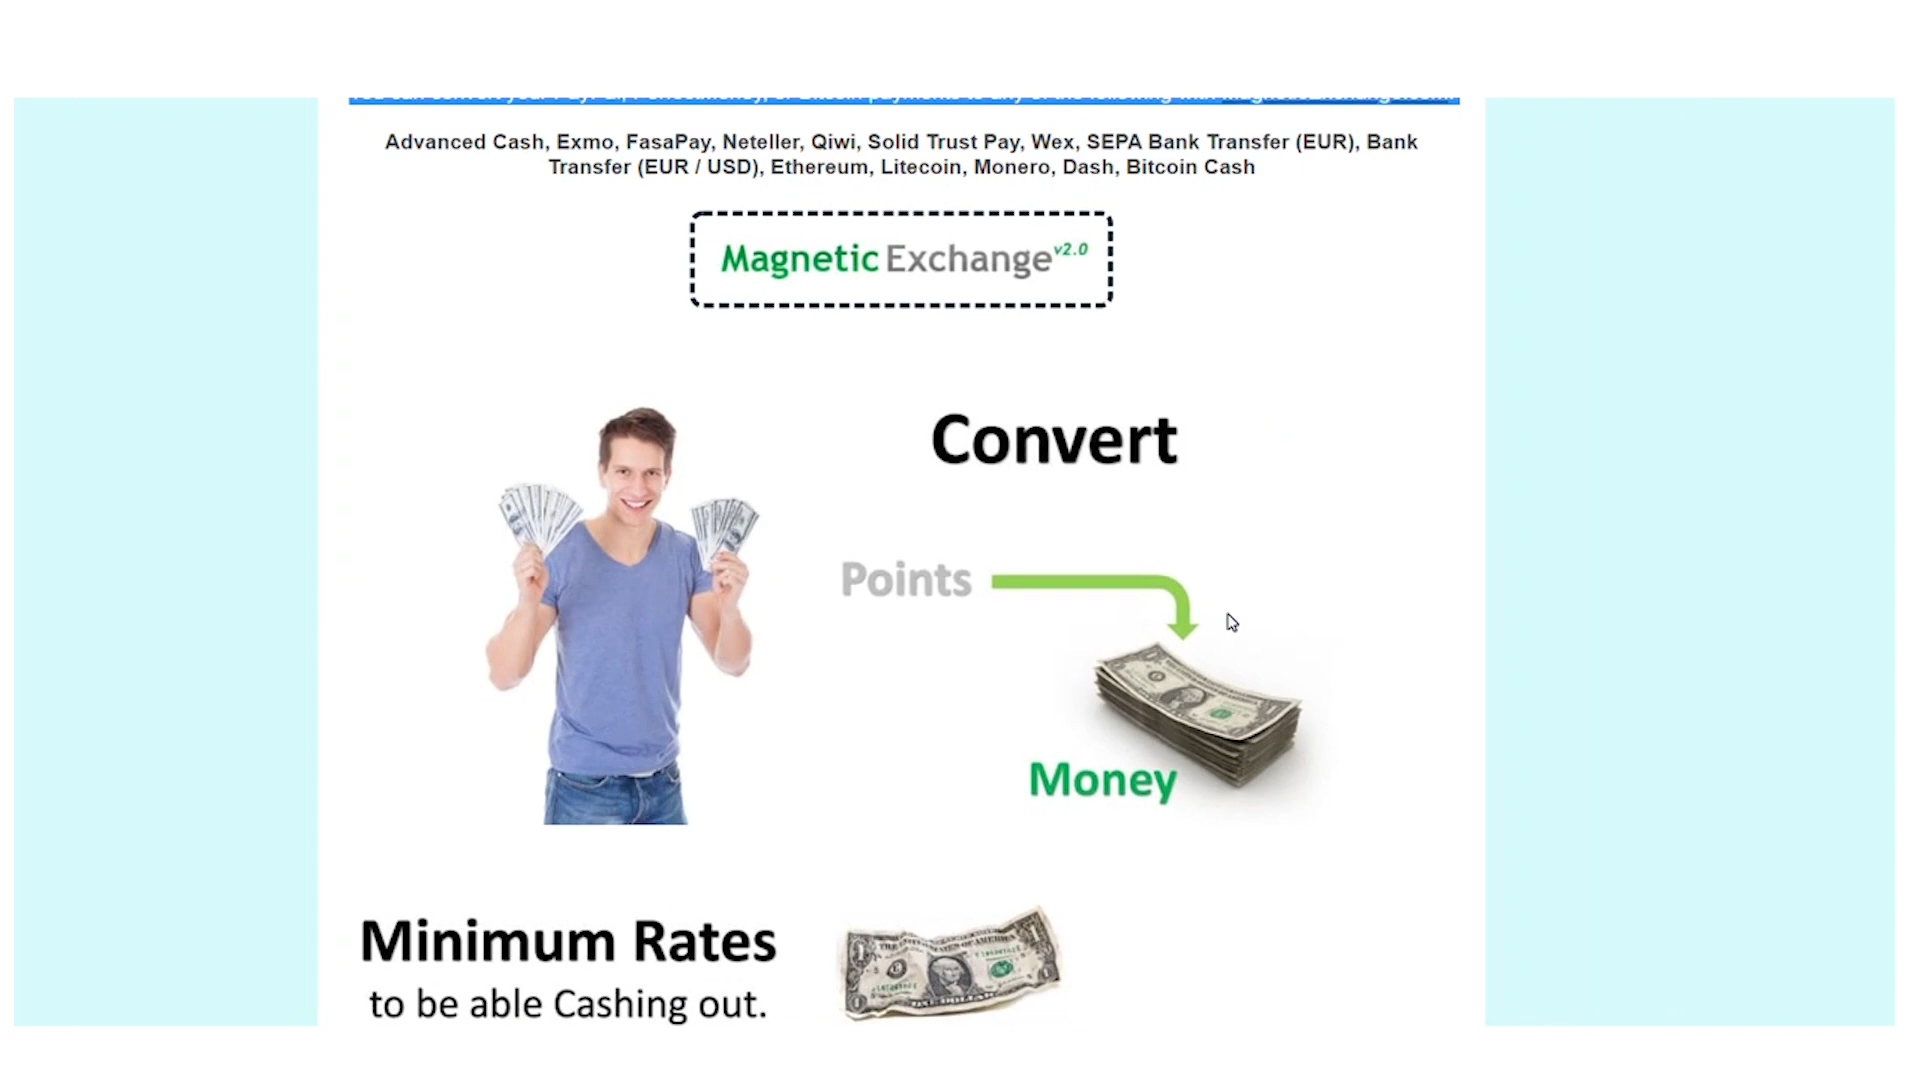 Advanced Cash, Exmo, FasaPay, Neteller, Qiwi, Solid Trust Pay, Wex, SEPA Bank Transfer (EUR), Bank
Transfer (EUR / USD), Ethereum, Litecoin, Monero, Dash, Bitcoin Cash
Magnetic Exchange v2.0
Convert
Points
Money
Minimum Rates
to be able Cashing out.